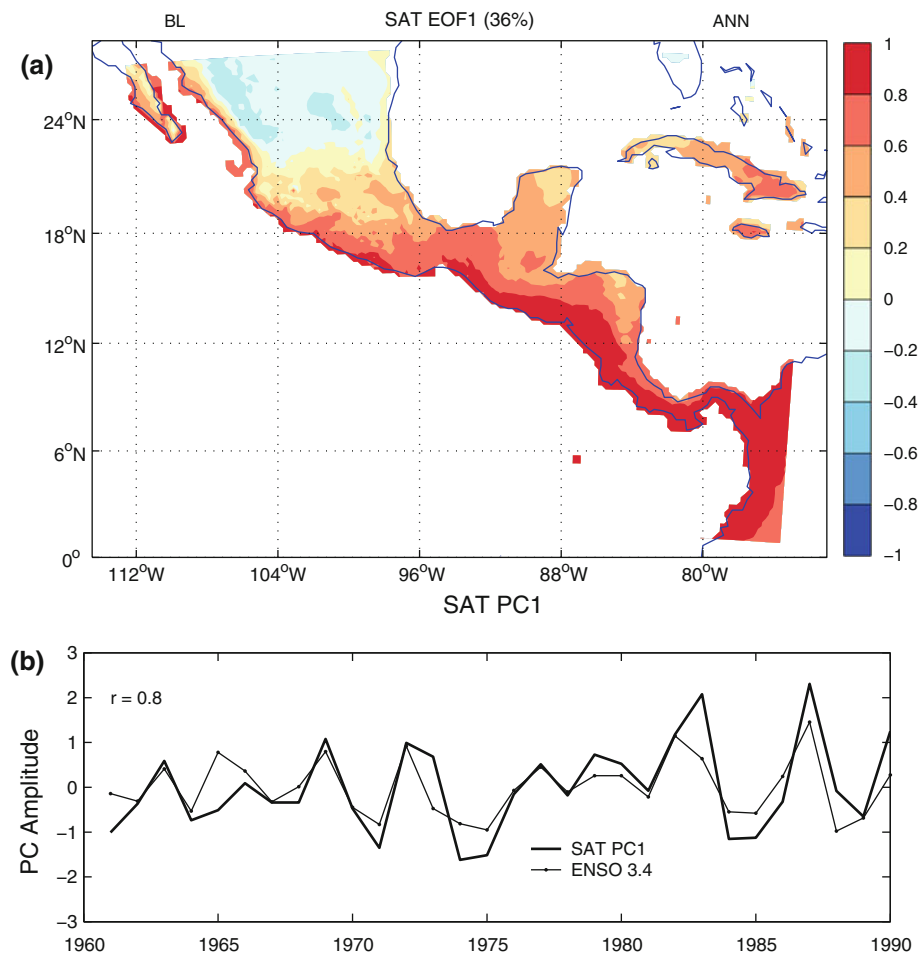 BL SAT EOF1 (36%) ANN
(a)
24°N
18°N
12°N
6°N
0°
112°W 104°W 96°W 88°W 80°W
1
0.8
0.6
0.4
0.2
0
−0.2
−0.4
−0.6
−0.8
−1
SAT PC1
(b)
PC Amplitude
3
2
1
0
−1
−2
−3
r = 0.8
SAT PC1
ENSO 3.4
1960 1965 1970 1975 1980 1985 1990